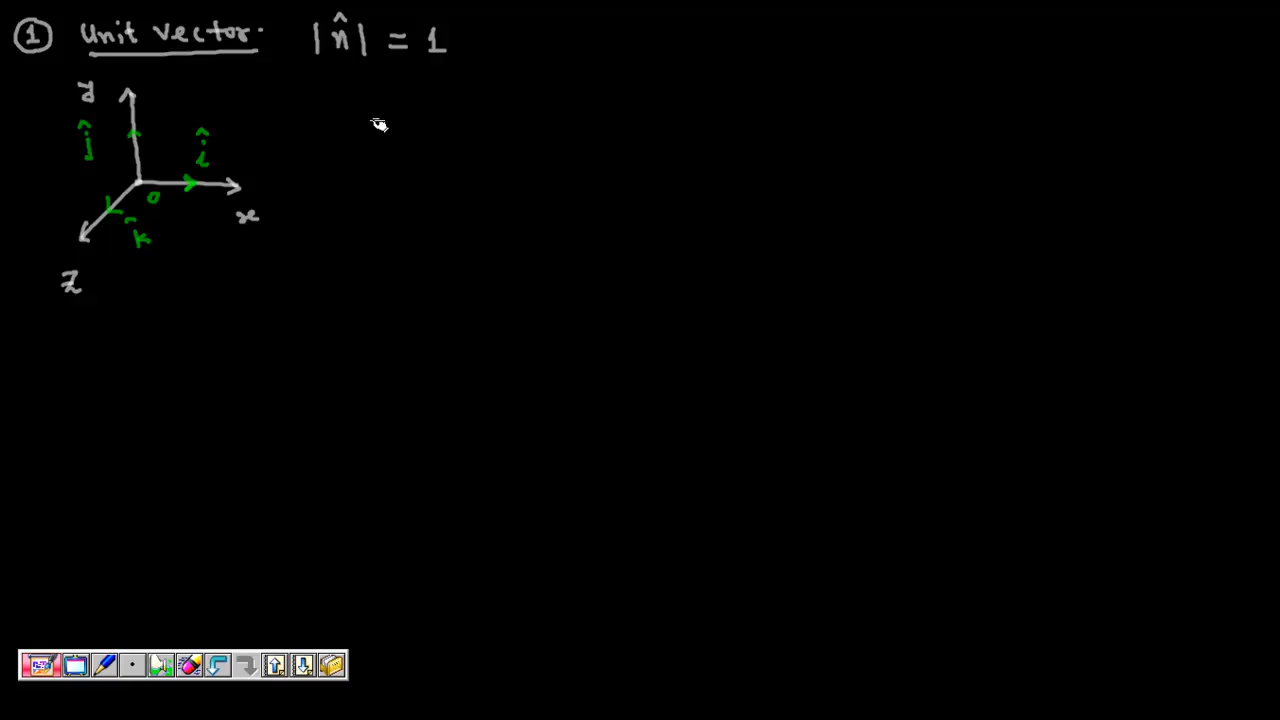 ① Unit vector. |n̂| = 1
y
ĵ
î
o
x
k̂
z